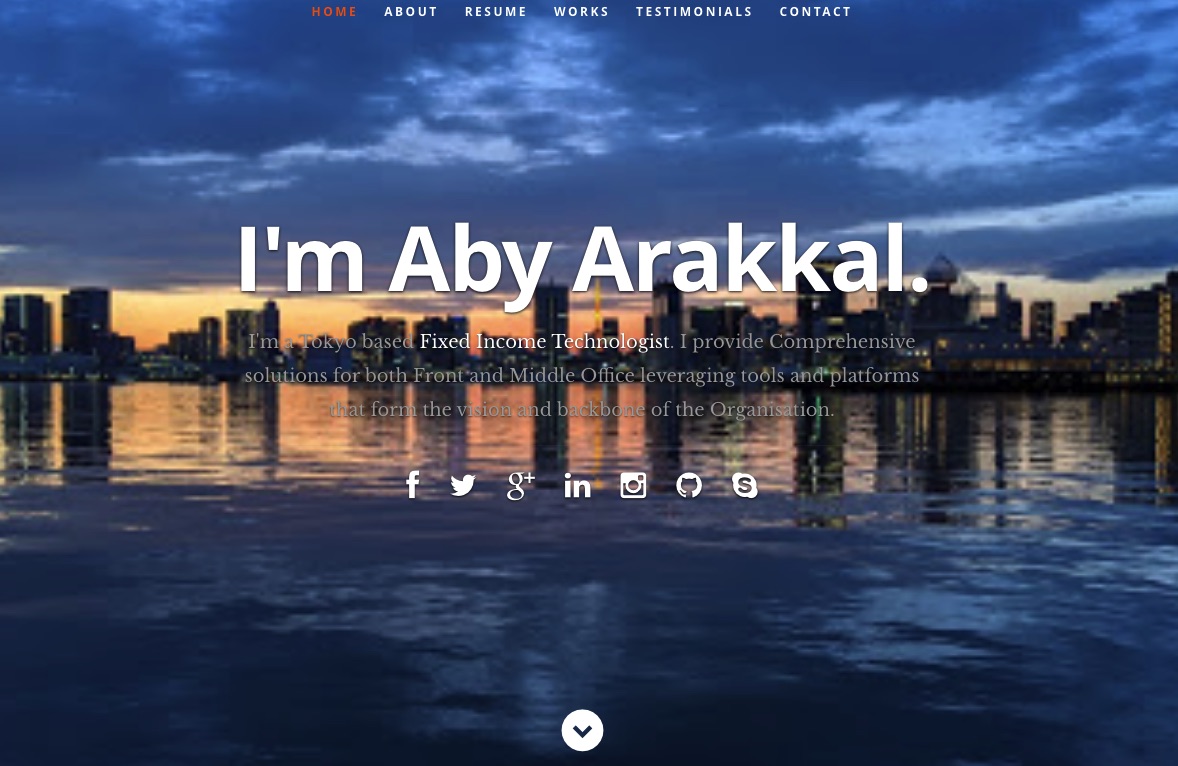 HOME ABOUT RESUME WORKS TESTIMONIALS CONTACT
I'm Aby Arakkal.
I'm a Tokyo based Fixed Income Technologist. I provide Comprehensive
solutions for both Front and Middle Office leveraging tools and platforms
that form the vision and backbone of the Organisation.